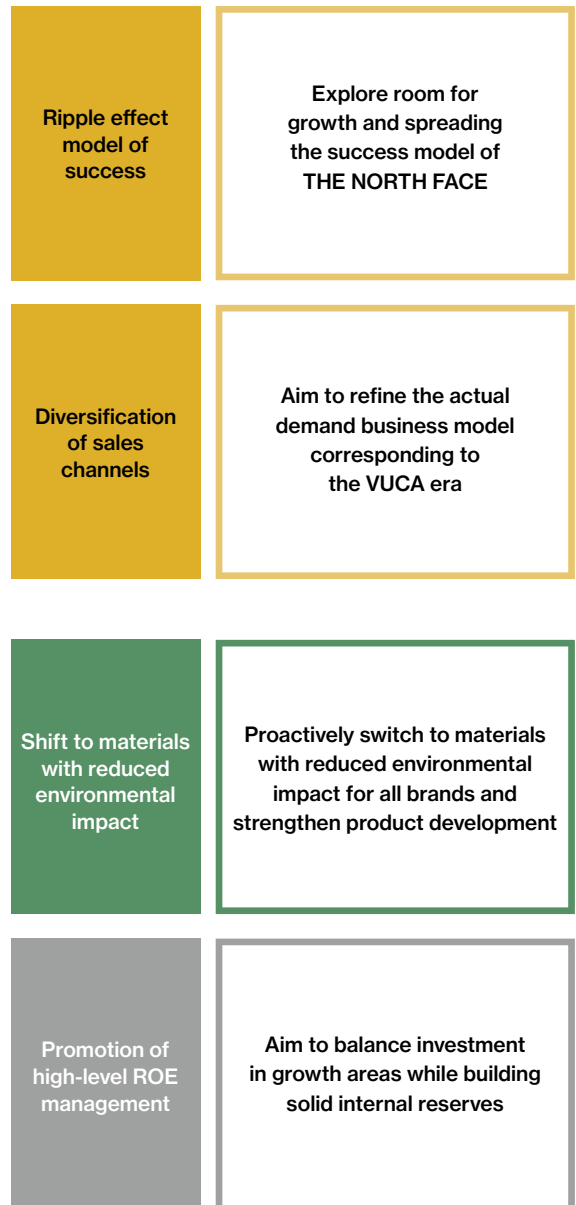 Ripple effect
model of
success
Explore room for
growth and spreading
the success model of
THE NORTH FACE
Diversification
of sales
channels
Aim to refine the actual
demand business model
corresponding to
the VUCA era
Shift to materials
with reduced
environmental
impact
Proactively switch to materials
with reduced environmental
impact for all brands and
strengthen product development
Promotion of
high-level ROE
management
Aim to balance investment
in growth areas while building
solid internal reserves